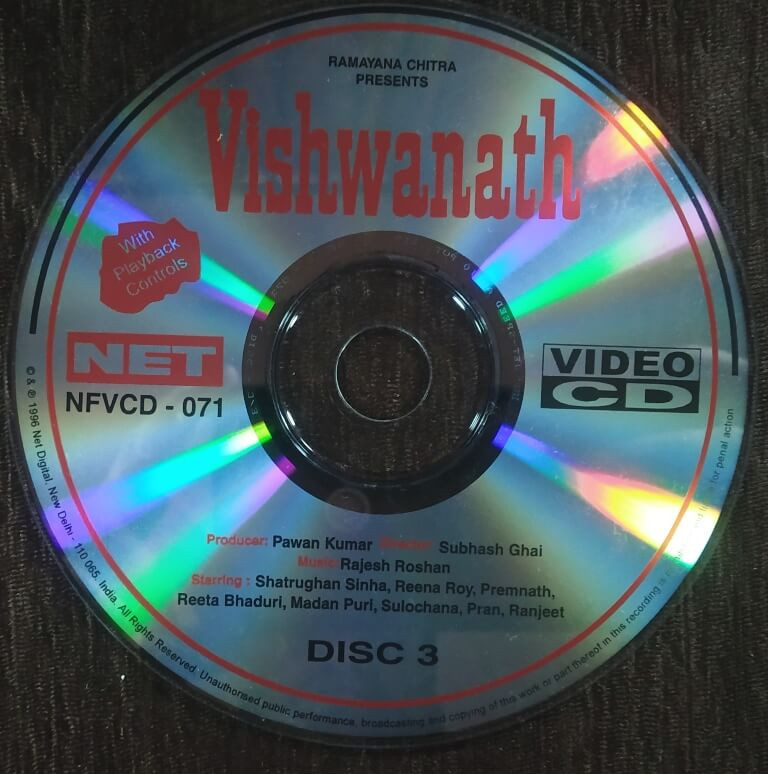 RAMAYANA CHITRA
PRESENTS
Vishwanath
With
Playback
Controls
NET
NFVCD - 071
VIDEO
CD
Producer: Pawan Kumar Director: Subhash Ghai
Music: Rajesh Roshan
Starring : Shatrughan Sinha, Reena Roy, Premnath,
Reeta Bhaduri, Madan Puri, Sulochana, Pran, Ranjeet
DISC 3
© & ℗ 1996 Net Digital, New Delhi - 110 065, India. All Rights Reserved. Unauthorised public performance, broadcasting and copying of this work or part thereof in this recording is for penal action